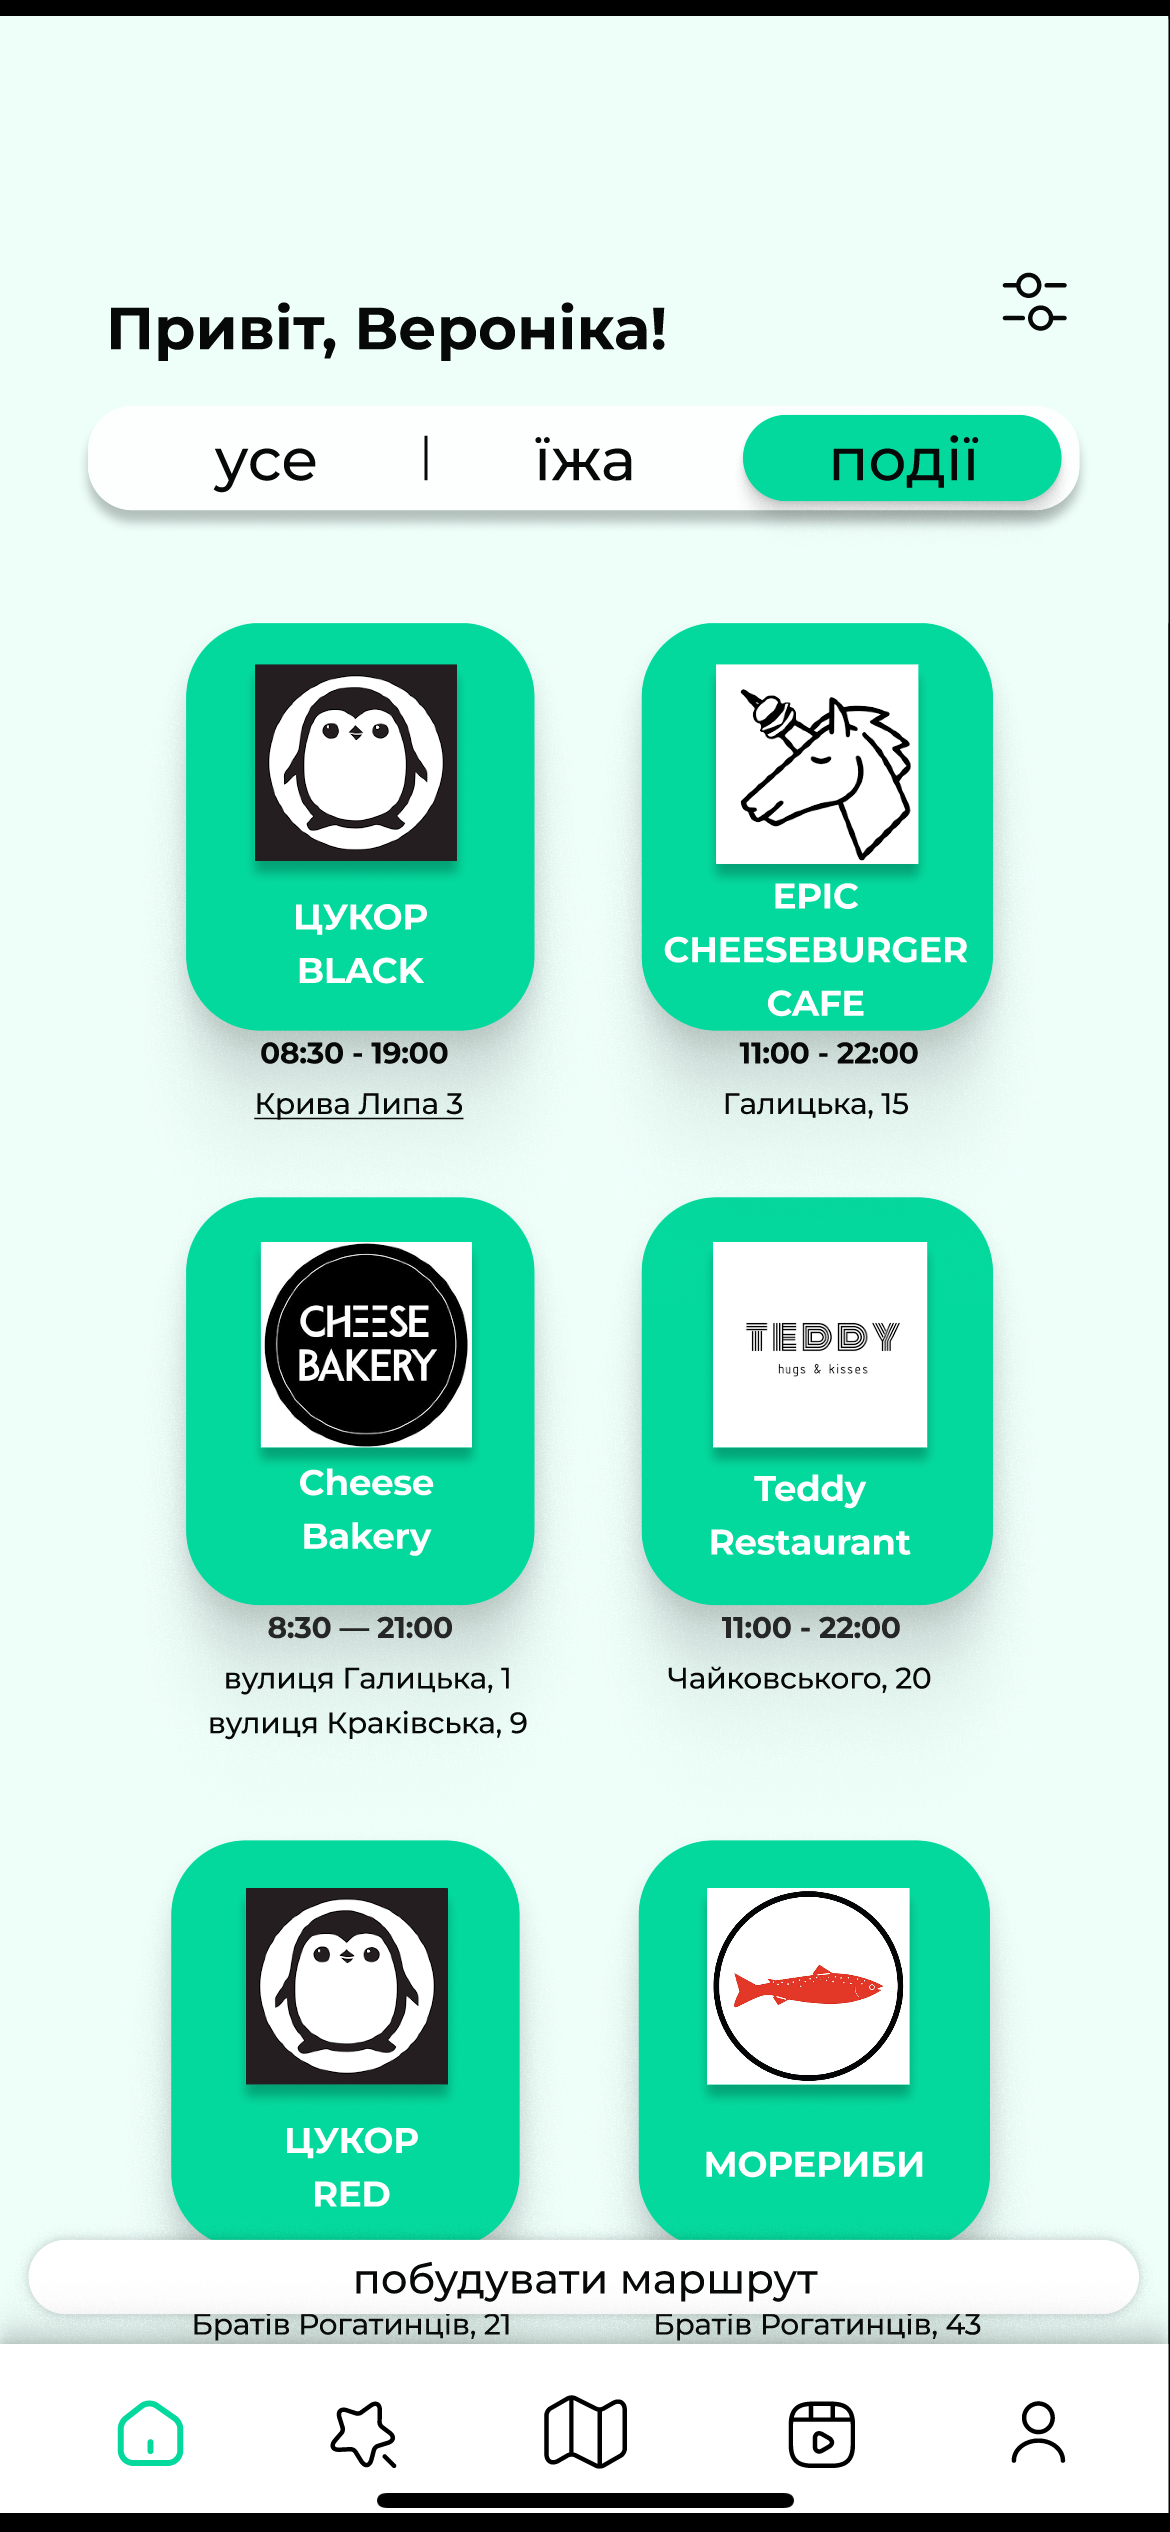 Привіт, Вероніка!
усе | їжа події
ЦУКОР
BLACK
08:30 - 19:00
Крива Липа 3
EPIC
CHEESEBURGER
CAFE
11:00 - 22:00
Галицька, 15
CHEESE
BAKERY
Cheese
Bakery
8:30 — 21:00
вулиця Галицька, 1
вулиця Краківська, 9
TEDDY
hugs & kisses
Teddy
Restaurant
11:00 - 22:00
Чайковського, 20
ЦУКОР
RED
МОРЕРИБИ
побудувати маршрут
Братів Рогатинців, 21
Братів Рогатинців, 43